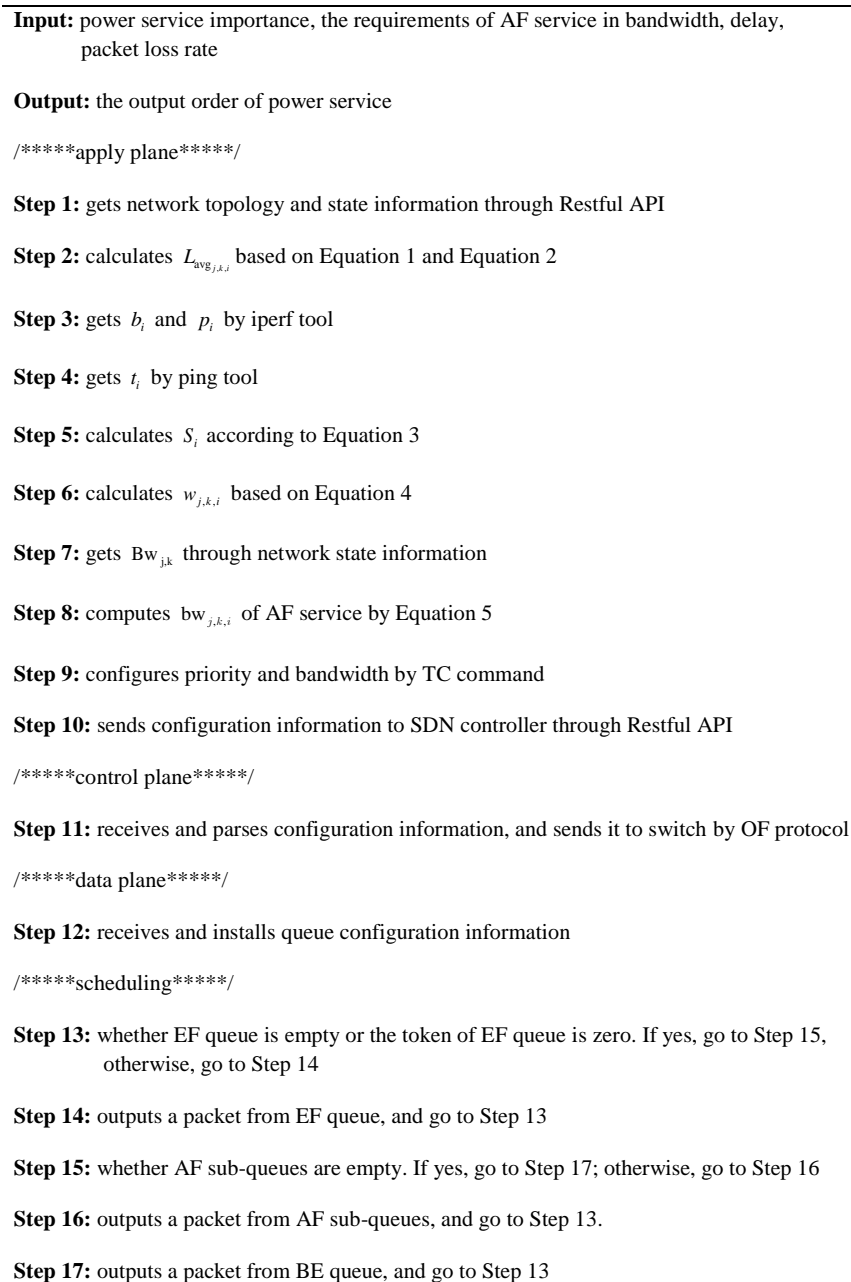 Input: power service importance, the requirements of AF service in bandwidth, delay,
packet loss rate
Output: the output order of power service
/*****apply plane*****/
Step 1: gets network topology and state information through Restful API
Step 2: calculates L_{avg_{j,k,i}} based on Equation 1 and Equation 2
Step 3: gets b_i and p_i by iperf tool
Step 4: gets t_i by ping tool
Step 5: calculates S_i according to Equation 3
Step 6: calculates w_{j,k,i} based on Equation 4
Step 7: gets Bw_{j,k} through network state information
Step 8: computes bw_{j,k,i} of AF service by Equation 5
Step 9: configures priority and bandwidth by TC command
Step 10: sends configuration information to SDN controller through Restful API
/*****control plane*****/
Step 11: receives and parses configuration information, and sends it to switch by OF protocol
/*****data plane*****/
Step 12: receives and installs queue configuration information
/*****scheduling*****/
Step 13: whether EF queue is empty or the token of EF queue is zero. If yes, go to Step 15,
otherwise, go to Step 14
Step 14: outputs a packet from EF queue, and go to Step 13
Step 15: whether AF sub-queues are empty. If yes, go to Step 17; otherwise, go to Step 16
Step 16: outputs a packet from AF sub-queues, and go to Step 13.
Step 17: outputs a packet from BE queue, and go to Step 13